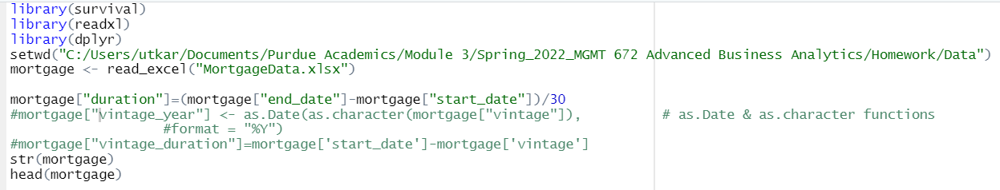 library(survival)
library(readxl)
library(dplyr)
setwd("C:/Users/utkar/Documents/Purdue Academics/Module 3/Spring_2022_MGMT 672 Advanced Business Analytics/Homework/Data")
mortgage <- read_excel("MortgageData.xlsx")
mortgage["duration"]=(mortgage["end_date"]-mortgage["start_date"])/30
#mortgage["vintage_year"] <- as.Date(as.character(mortgage["vintage"]), # as.Date & as.character functions
#format = "%Y")
#mortgage["vintage_duration"]=mortgage['start_date']-mortgage['vintage']
str(mortgage)
head(mortgage)